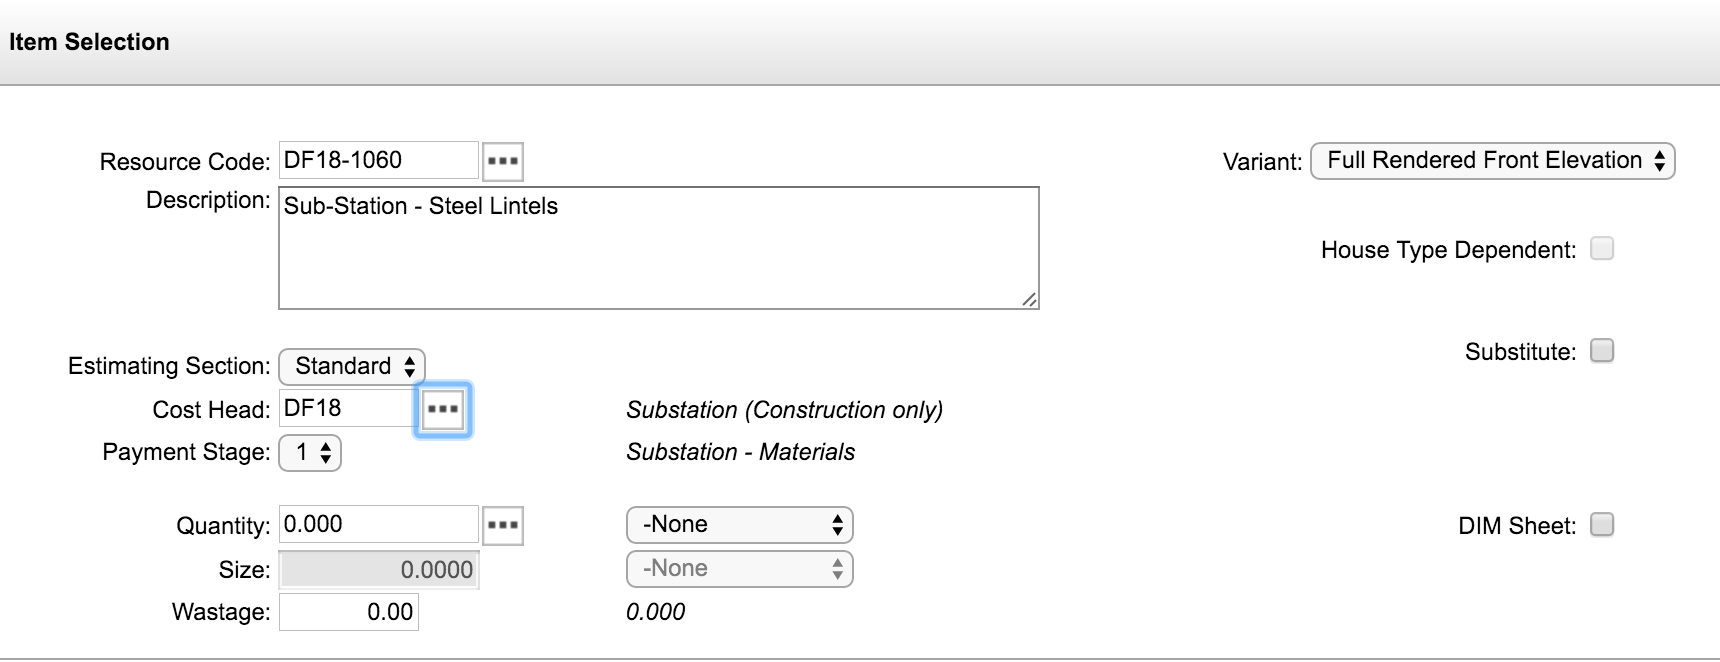 Item Selection
Resource Code: DF18-1060 Variant: Full Rendered Front Elevation
Description: Sub-Station - Steel Lintels
House Type Dependent:
Substitute:
Estimating Section: Standard
Cost Head: DF18 Substation (Construction only)
Payment Stage: 1 Substation - Materials
Quantity: 0.000 -None DIM Sheet:
Size: 0.0000 -None
Wastage: 0.00 0.000